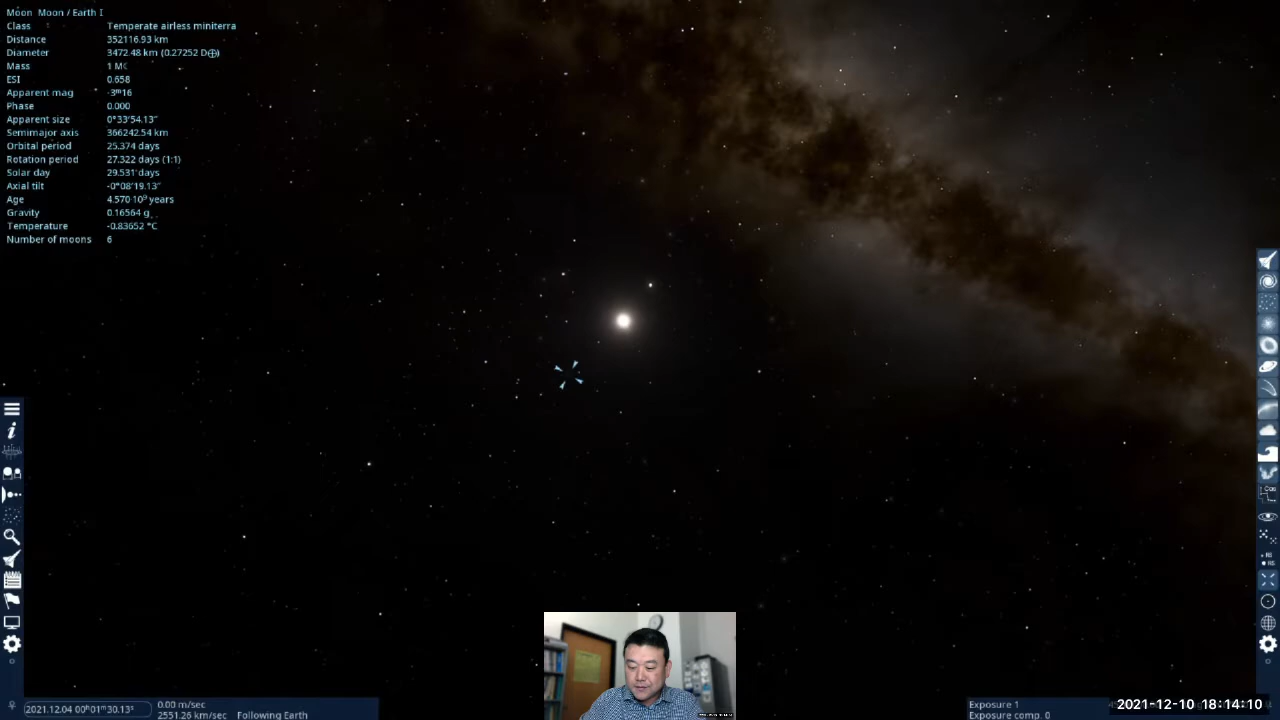 Moon Moon / Earth I
Class Temperate airless miniterra
Distance 352116.93 km
Diameter 3472.48 km (0.27252 D⊕)
Mass 1 M☾
ESI 0.658
Apparent mag -3ᵐ16
Phase 0.000
Apparent size 0°33'54.13"
Semimajor axis 366242.54 km
Orbital period 25.374 days
Rotation period 27.322 days (1:1)
Solar day 29.531 days
Axial tilt -0°08'19.13"
Age 4.570·10⁹ years
Gravity 0.16564 g
Temperature -0.83652 °C
Number of moons 6
2021.12.04 00ʰ01ᵐ30.13ˢ
0.00 m/sec
2551.26 km/sec Following Earth
Exposure 1
Exposure comp. 0
2021-12-10 18:14:10